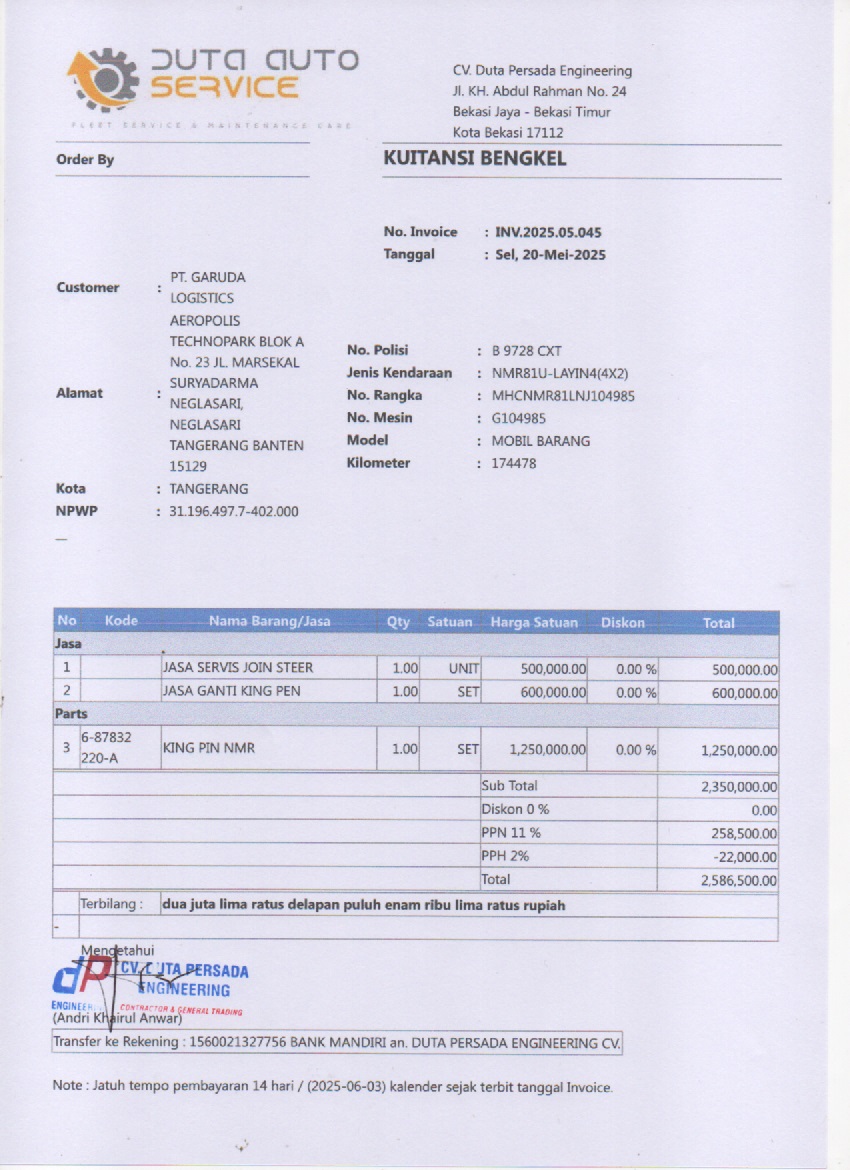 DUTA AUTO
SERVICE
FLEET SERVICE & MAINTENANCE CARE
CV. Duta Persada Engineering
Jl. KH. Abdul Rahman No. 24
Bekasi Jaya - Bekasi Timur
Kota Bekasi 17112
Order By
KUITANSI BENGKEL
No. Invoice : INV.2025.05.045
Tanggal : Sel, 20-Mei-2025
Customer : PT. GARUDA
LOGISTICS
Alamat : AEROPOLIS
TECHNOPARK BLOK A
No. 23 JL. MARSEKAL
SURYADARMA
NEGLASARI,
NEGLASARI
TANGERANG BANTEN
15129
Kota : TANGERANG
NPWP : 31.196.497.7-402.000
—
No. Polisi : B 9728 CXT
Jenis Kendaraan : NMR81U-LAYIN4(4X2)
No. Rangka : MHCNMR81LNJ104985
No. Mesin : G104985
Model : MOBIL BARANG
Kilometer : 174478
No Kode Nama Barang/Jasa Qty Satuan Harga Satuan Diskon Total
Jasa
1 JASA SERVIS JOIN STEER 1.00 UNIT 500,000.00 0.00 % 500,000.00
2 JASA GANTI KING PEN 1.00 SET 600,000.00 0.00 % 600,000.00
Parts
3 6-87832 220-A KING PIN NMR 1.00 SET 1,250,000.00 0.00 % 1,250,000.00
Sub Total 2,350,000.00
Diskon 0 % 0.00
PPN 11 % 258,500.00
PPH 2% -22,000.00
Total 2,586,500.00
Terbilang : dua juta lima ratus delapan puluh enam ribu lima ratus rupiah
-
Mengetahui
dP CV. DUTA PERSADA
ENGINEERING
ENGINEER CONTRACTOR & GENERAL TRADING
(Andri Khairul Anwar)
Transfer ke Rekening : 1560021327756 BANK MANDIRI an. DUTA PERSADA ENGINEERING CV.
Note : Jatuh tempo pembayaran 14 hari / (2025-06-03) kalender sejak terbit tanggal Invoice.